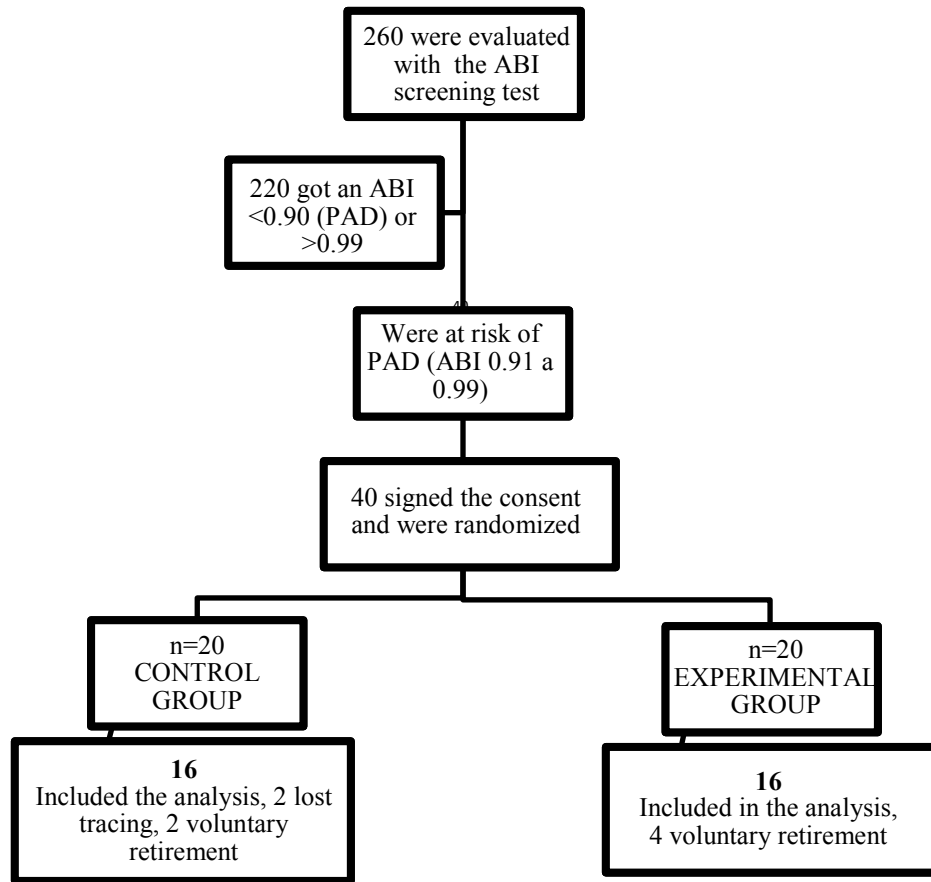 260 were evaluated
with the ABI
screening test
220 got an ABI
<0.90 (PAD) or
>0.99
Were at risk of
PAD (ABI 0.91 a
0.99)
40 signed the consent
and were randomized
n=20
CONTROL
GROUP
n=20
EXPERIMENTAL
GROUP
16
Included the analysis, 2 lost
tracing, 2 voluntary
retirement
16
Included in the analysis,
4 voluntary retirement